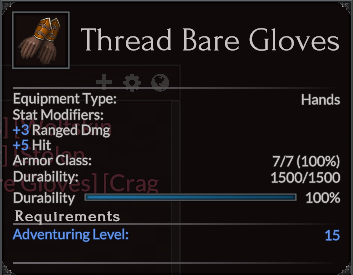 Thread Bare Gloves
Equipment Type: Hands
Stat Modifiers:
+3 Ranged Dmg
+5 Hit
Armor Class: 7/7 (100%)
Durability: 1500/1500
Durability 100%
Requirements
Adventuring Level: 15